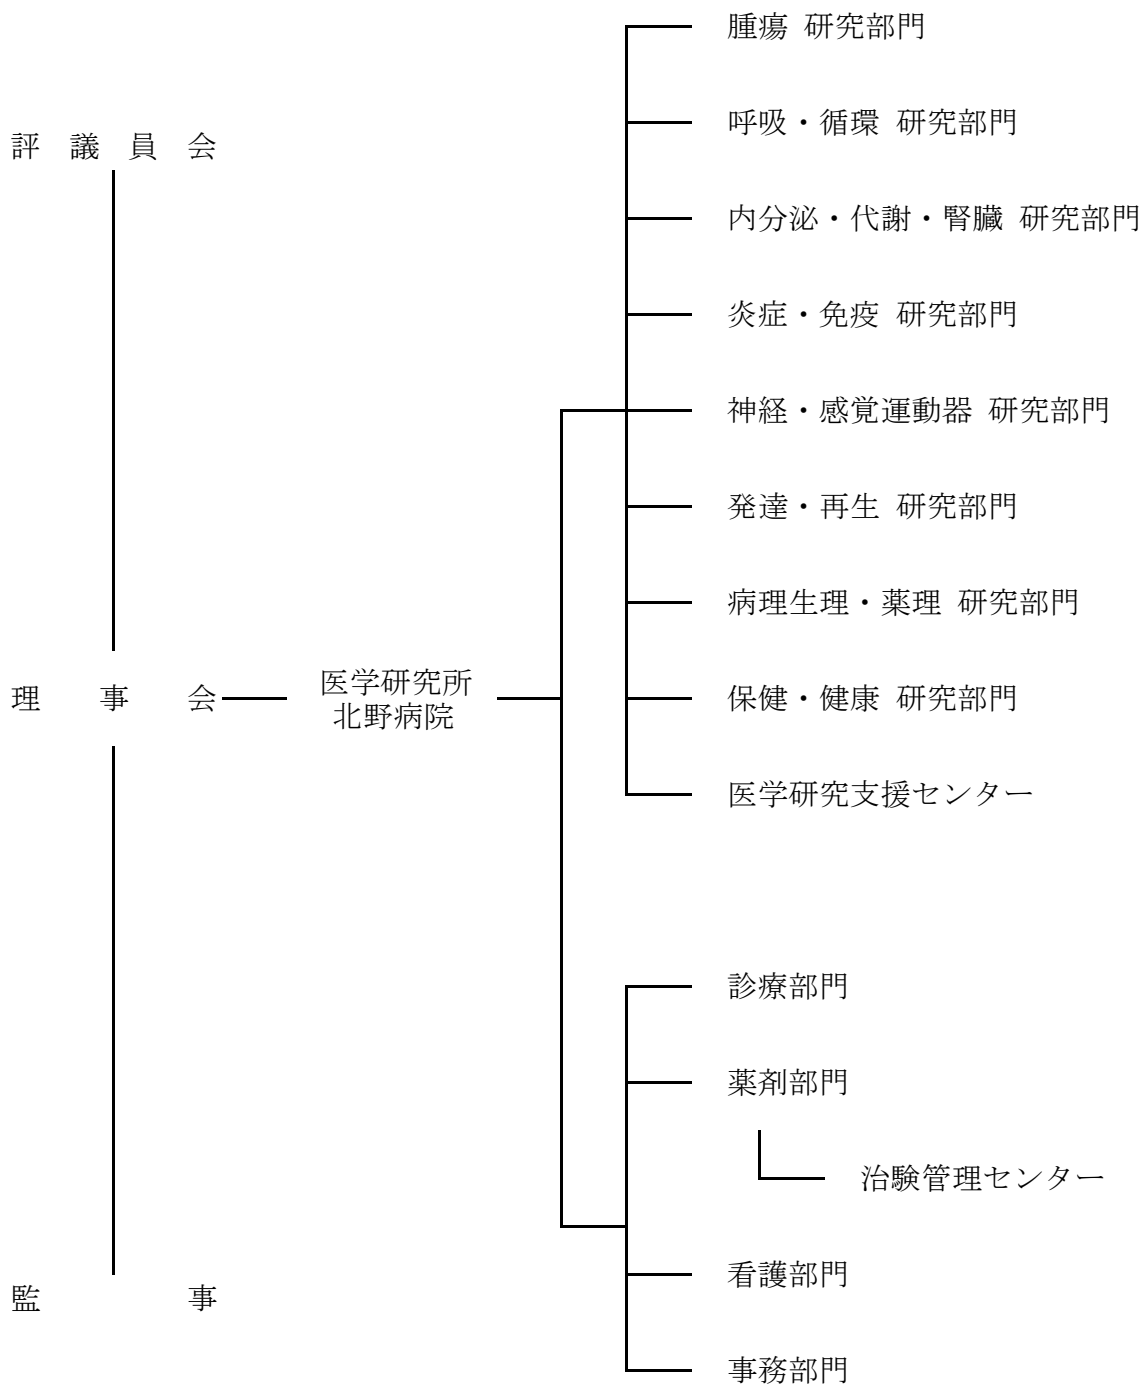 評議員会
理事会
監事
医学研究所
北野病院
腫瘍 研究部門
呼吸・循環 研究部門
内分泌・代謝・腎臓 研究部門
炎症・免疫 研究部門
神経・感覚運動器 研究部門
発達・再生 研究部門
病理生理・薬理 研究部門
保健・健康 研究部門
医学研究支援センター
診療部門
薬剤部門
治験管理センター
看護部門
事務部門